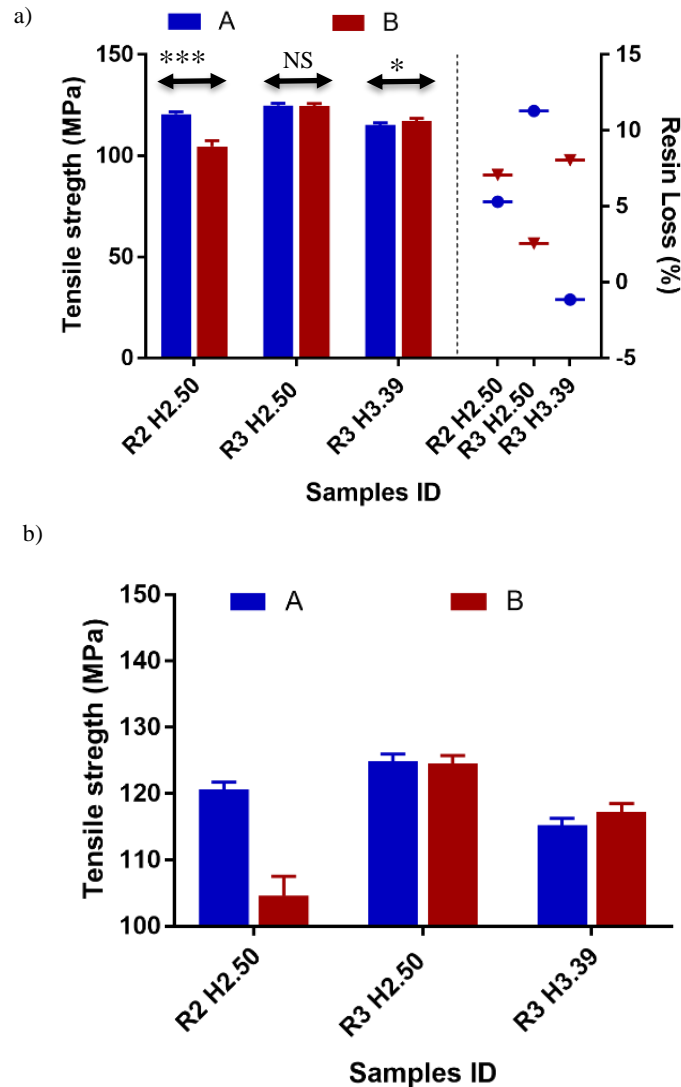 a)
A B
*** NS *
150
100
50
0
Tensile stregth (MPa)
15
10
5
0
-5
Resin Loss (%)
R2 H2.50
R3 H2.50
R3 H3.39
R2 H2.50
R3 H2.50
R3 H3.39
Samples ID
b)
A B
150
140
130
120
110
100
Tensile stregth (MPa)
R2 H2.50
R3 H2.50
R3 H3.39
Samples ID